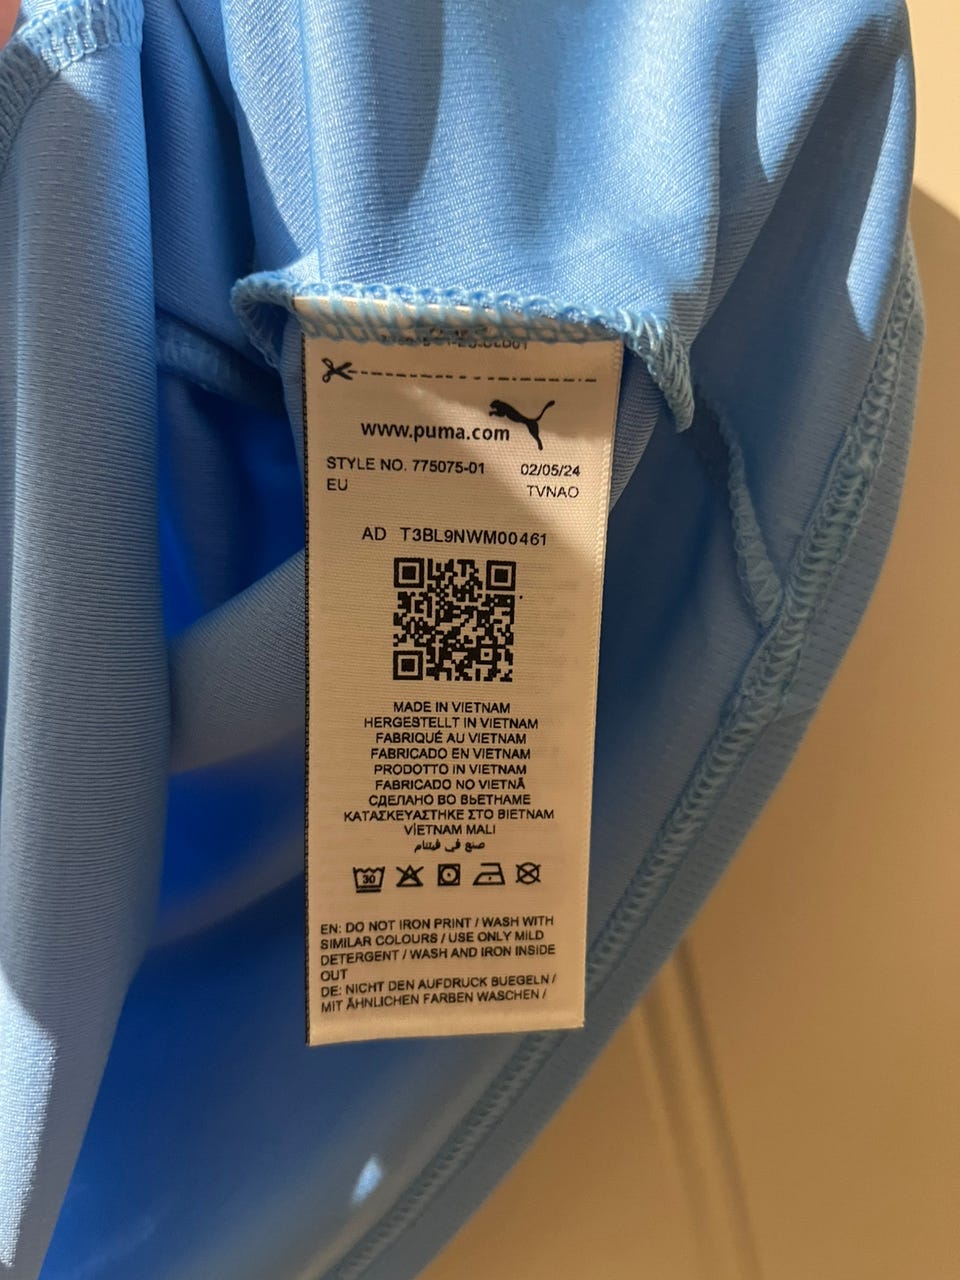 www.puma.com
STYLE NO. 775075-01 02/05/24
EU TVNAO
AD T3BL9NWM00461
MADE IN VIETNAM
HERGESTELLT IN VIETNAM
FABRIQUÉ AU VIETNAM
FABRICADO EN VIETNAM
PRODOTTO IN VIETNAM
FABRICADO NO VIETNÃ
СДЕЛАНО ВО ВЬЕТНАМЕ
ΚΑΤΑΣΚΕΥΑΣΤΗΚΕ ΣΤΟ ΒΙΕΤΝΑΜ
VİETNAM MALI
صنع في فيتنام
30
EN: DO NOT IRON PRINT / WASH WITH
SIMILAR COLOURS / USE ONLY MILD
DETERGENT / WASH AND IRON INSIDE
OUT
DE: NICHT DEN AUFDRUCK BUEGELN /
MIT ÄHNLICHEN FARBEN WASCHEN /